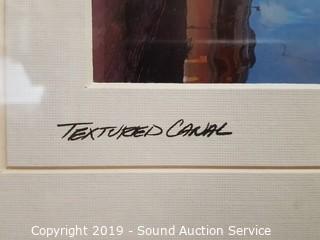 TEXTURED CANAL
Copyright 2019 - Sound Auction Service